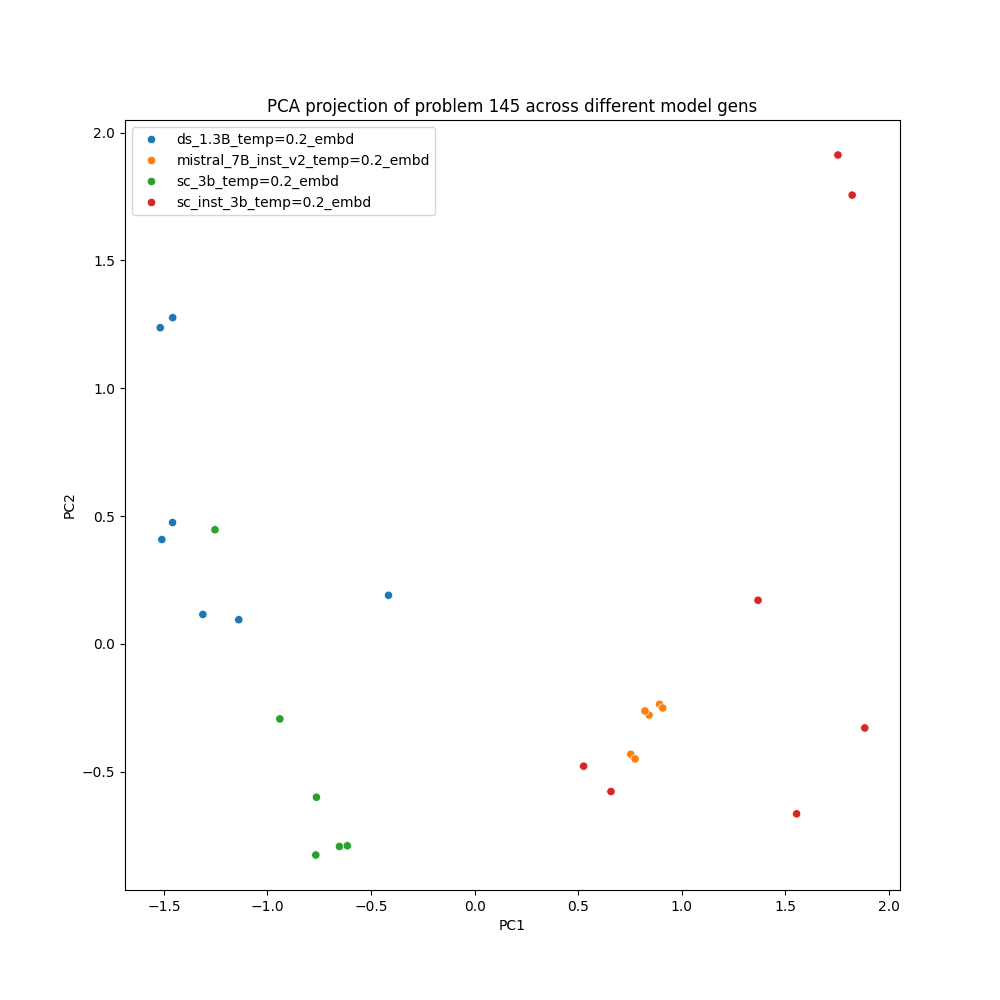 PCA projection of problem 145 across different model gens
ds_1.3B_temp=0.2_embd
mistral_7B_inst_v2_temp=0.2_embd
sc_3b_temp=0.2_embd
sc_inst_3b_temp=0.2_embd
2.0
1.5
1.0
0.5
0.0
−0.5
PC2
−1.5 −1.0 −0.5 0.0 0.5 1.0 1.5 2.0
PC1